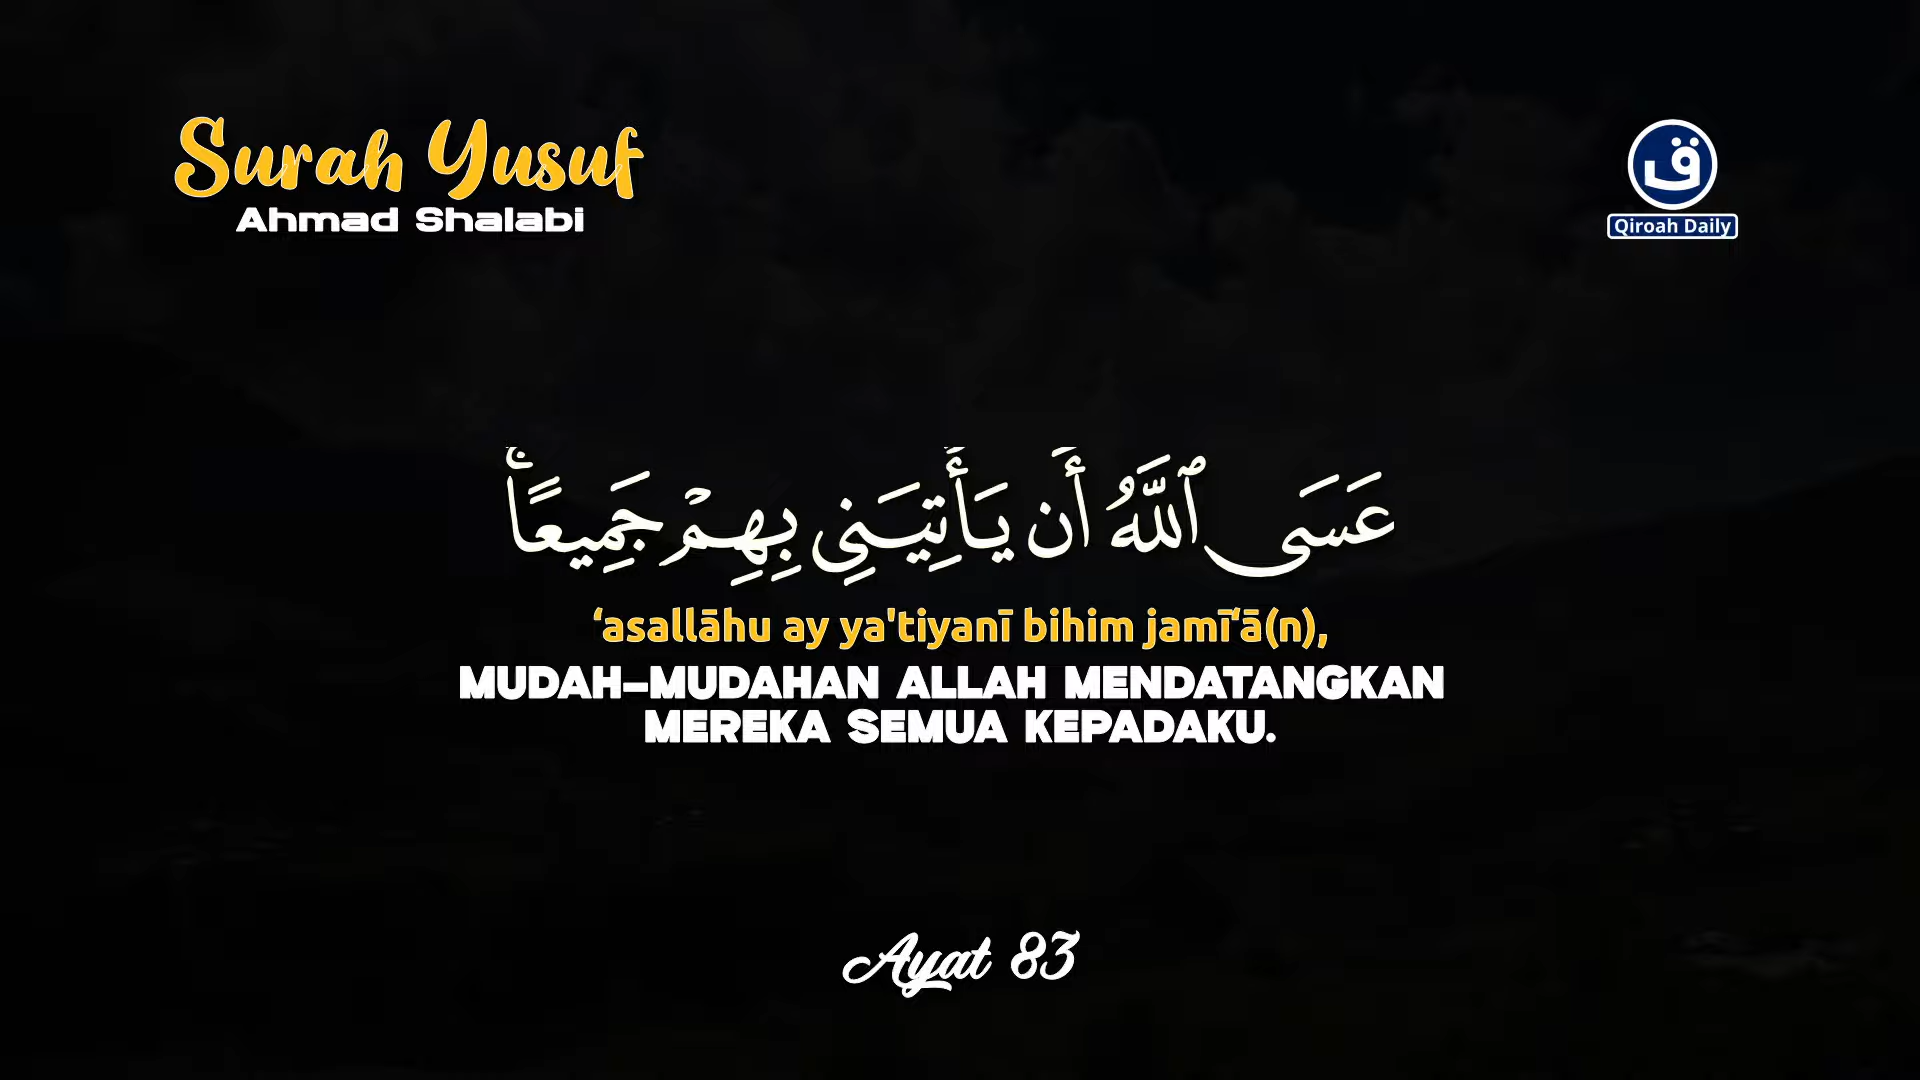 Surah Yusuf
Ahmad Shalabi
ق
Qiroah Daily
عَسَى ٱللَّهُ أَن يَأْتِيَنِى بِهِمْ جَمِيعًاۚ
‘asallāhu ay ya'tiyanī bihim jamī‘ā(n),
MUDAH-MUDAHAN ALLAH MENDATANGKAN
MEREKA SEMUA KEPADAKU.
Ayat 83